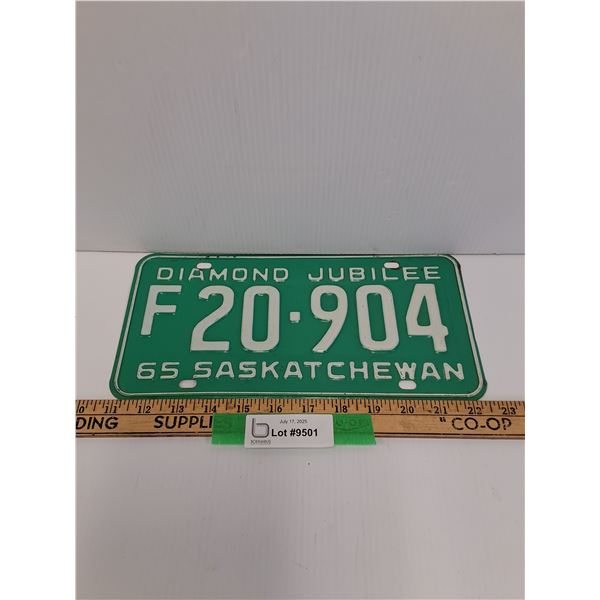 DIAMOND JUBILEE
F 20·904
65 SASKATCHEWAN
11 12 13 14 15 16 17 18 19 20 21 22 23
DING SUPPLIES "CO-OP
July 17, 2025
Lot #9501